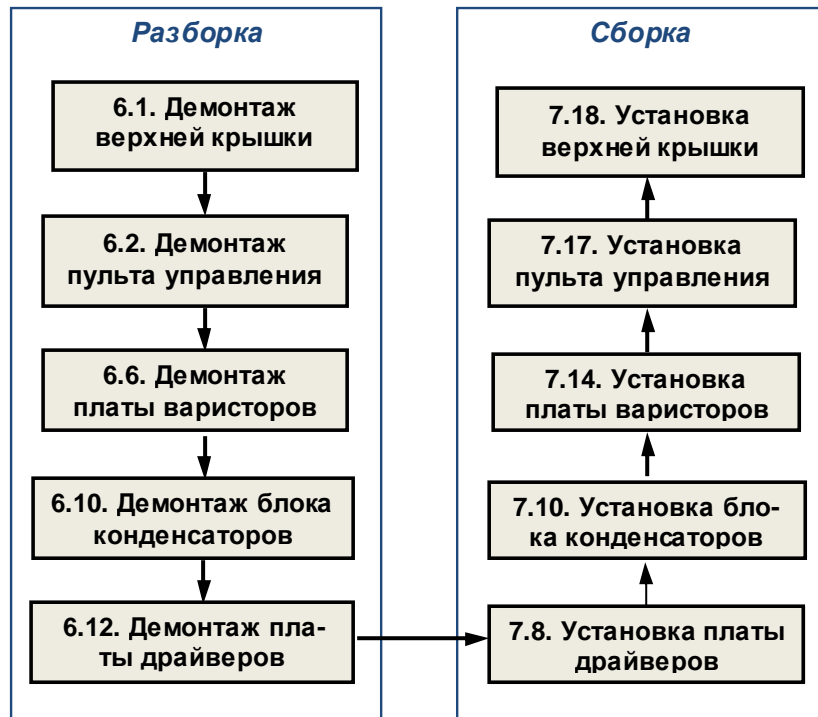 Разборка
6.1. Демонтаж
верхней крышки
6.2. Демонтаж
пульта управления
6.6. Демонтаж
платы варисторов
6.10. Демонтаж блока
конденсаторов
6.12. Демонтаж пла-
ты драйверов
Сборка
7.18. Установка
верхней крышки
7.17. Установка
пульта управления
7.14. Установка
платы варисторов
7.10. Установка бло-
ка конденсаторов
7.8. Установка платы
драйверов